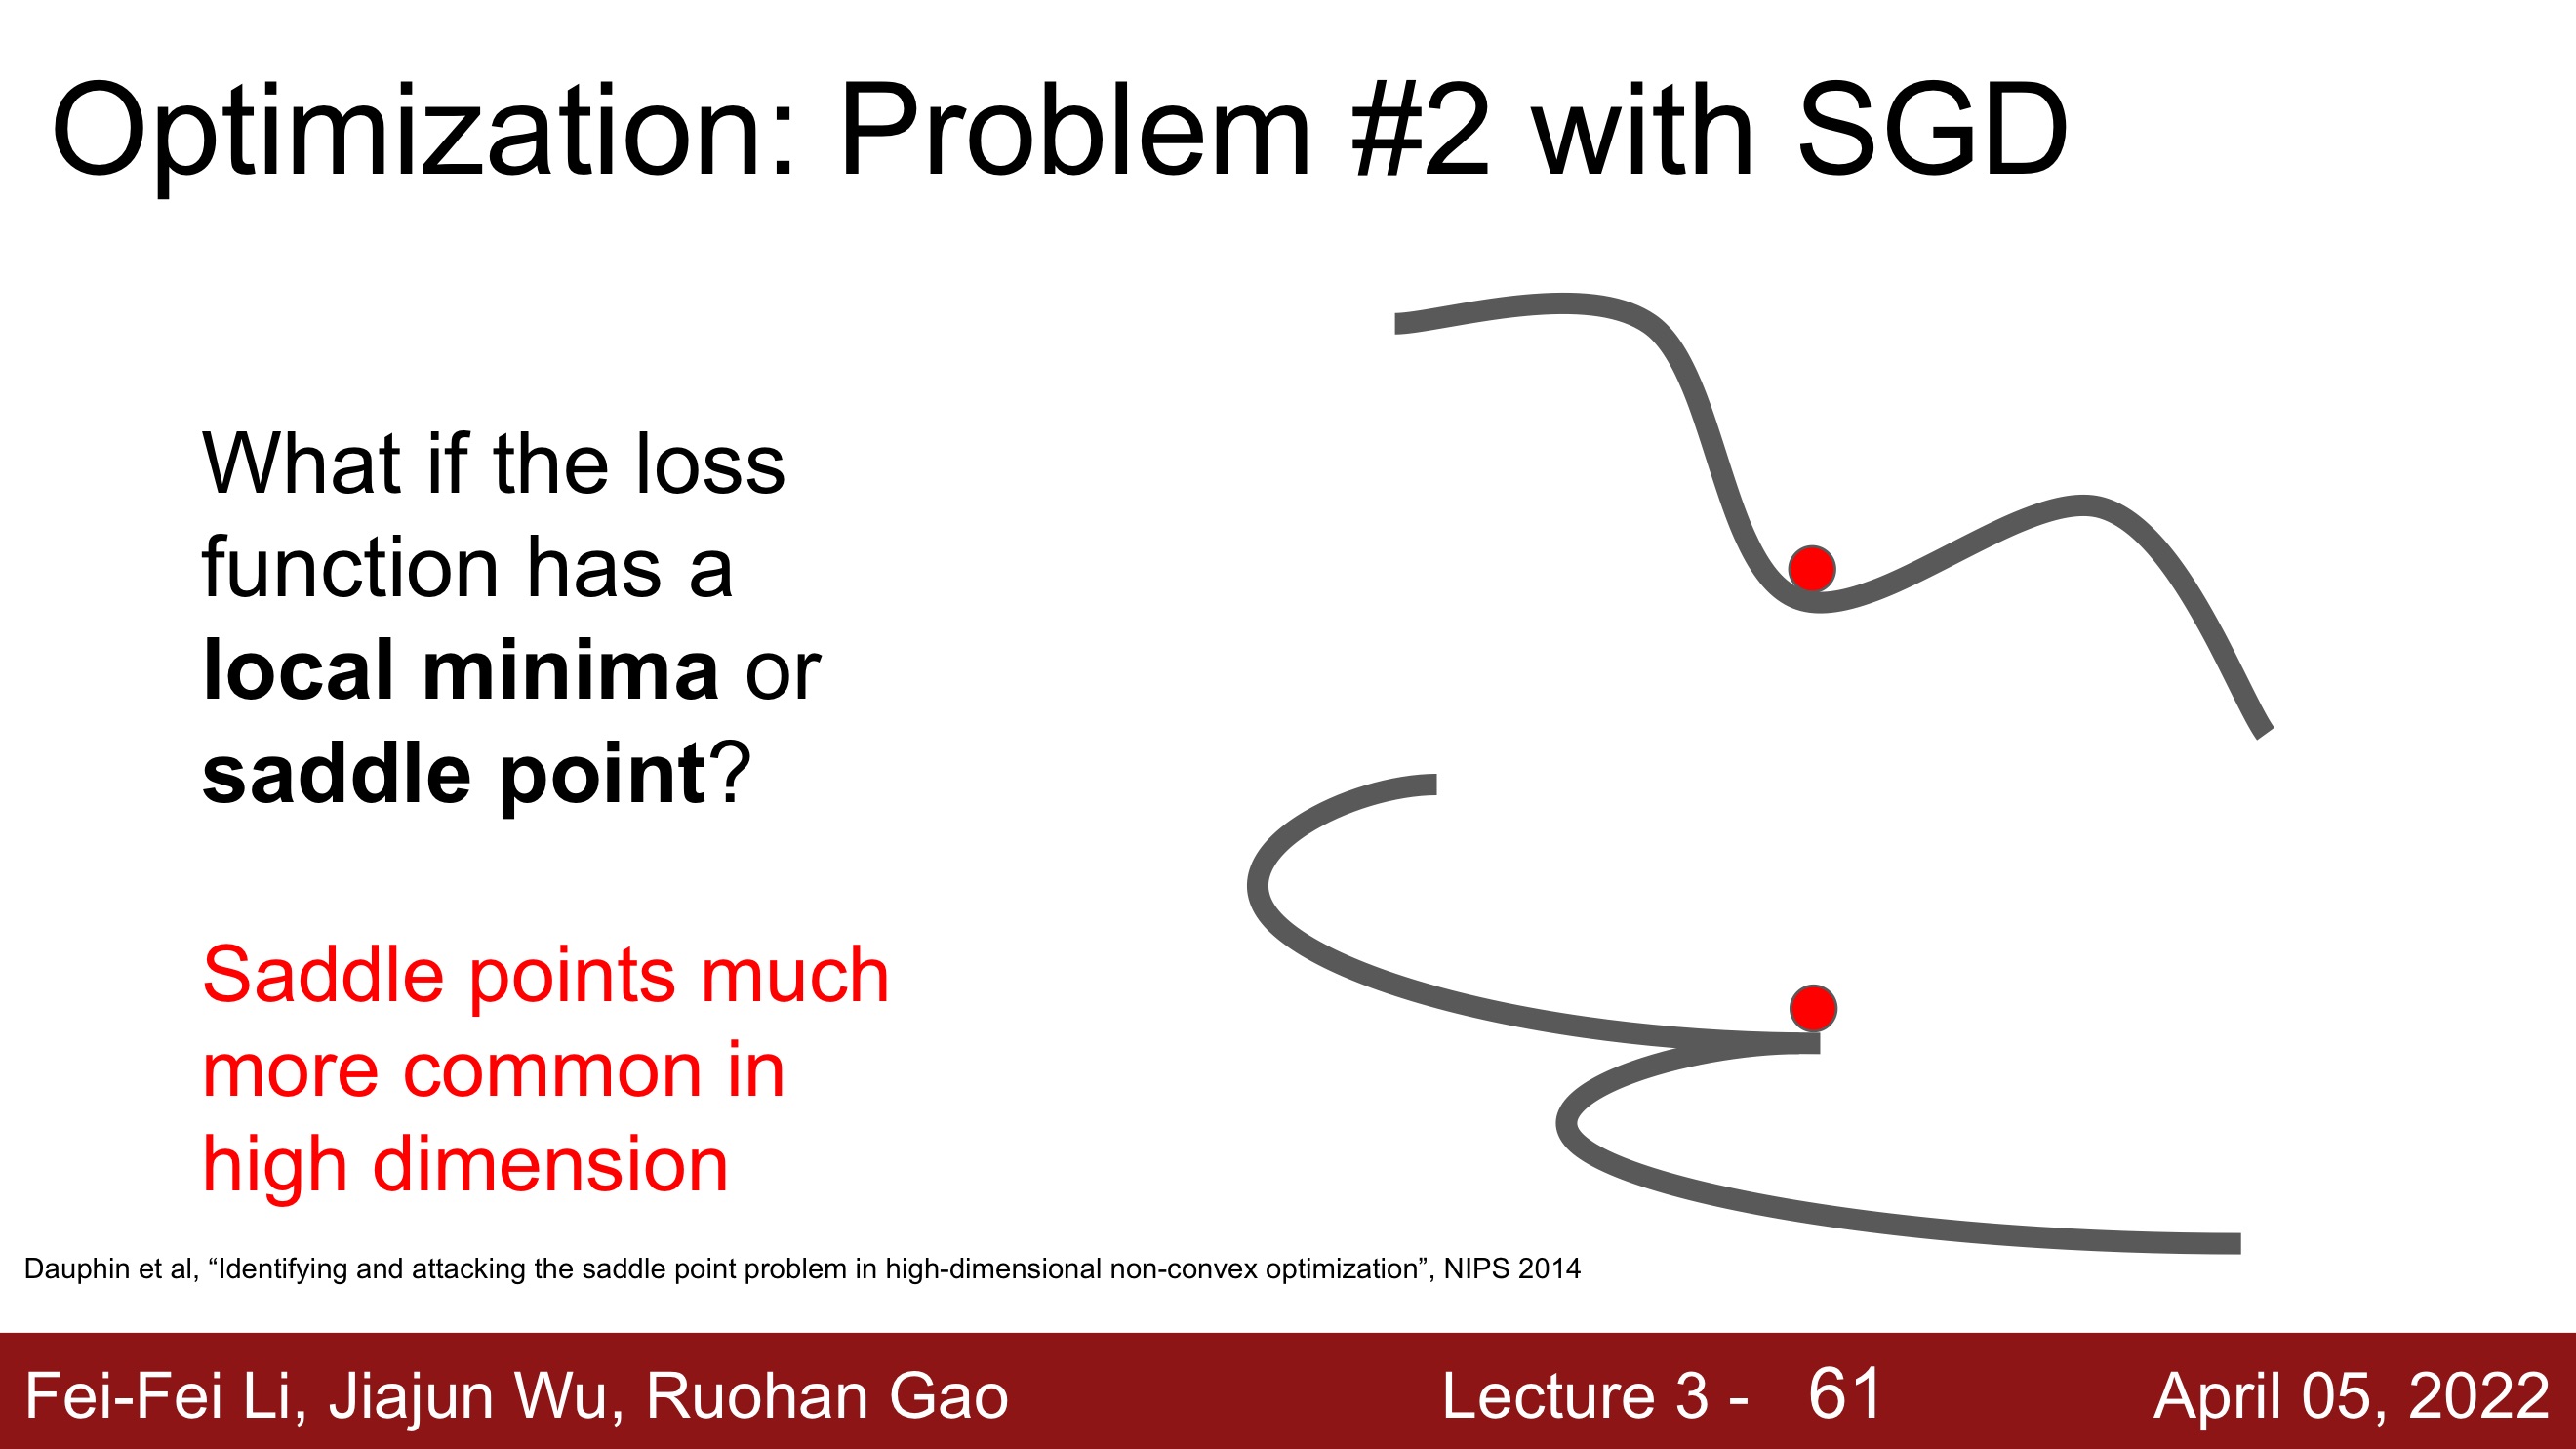 Optimization: Problem #2 with SGD
What if the loss
function has a
local minima or
saddle point?
Saddle points much
more common in
high dimension
Dauphin et al, “Identifying and attacking the saddle point problem in high-dimensional non-convex optimization”, NIPS 2014
Fei-Fei Li, Jiajun Wu, Ruohan Gao Lecture 3 - 61 April 05, 2022